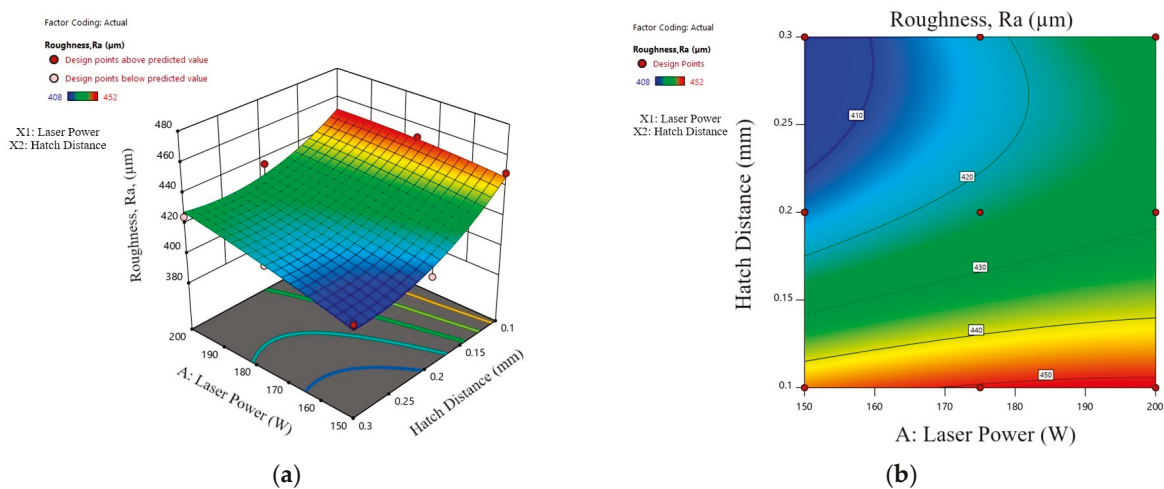 Factor Coding: Actual
Roughness,Ra (µm)
Design points above predicted value
Design points below predicted value
408 452
X1: Laser Power
X2: Hatch Distance
Roughness, Ra, (µm)
480
460
440
420
400
380
200
190
180
170
160
150
A: Laser Power (W)
0.3
0.25
0.2
0.15
0.1
Hatch Distance (mm)
(a)
Factor Coding: Actual
Roughness,Ra (µm)
Design Points
408 452
X1: Laser Power
X2: Hatch Distance
Roughness, Ra (µm)
Hatch Distance (mm)
0.3
0.25
0.2
0.15
0.1
410
420
430
440
450
150 160 170 180 190 200
A: Laser Power (W)
(b)